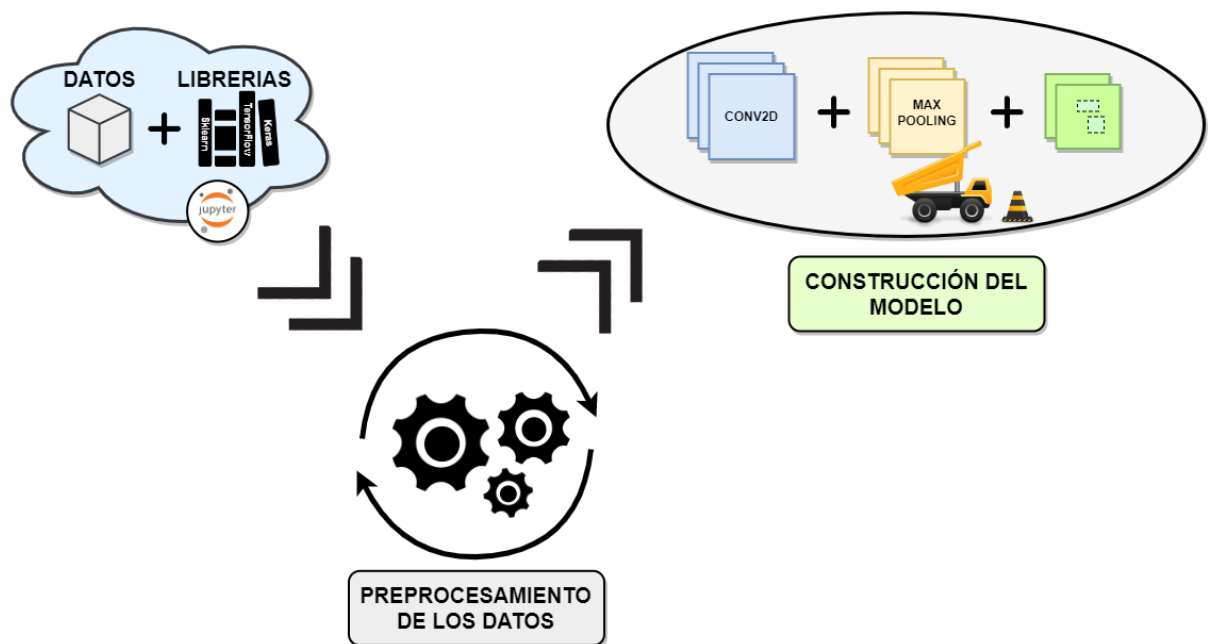 DATOS
LIBRERIAS
Sklearn
TensorFlow
Keras
jupyter
CONV2D
MAX
POOLING
CONSTRUCCIÓN DEL
MODELO
PREPROCESAMIENTO
DE LOS DATOS